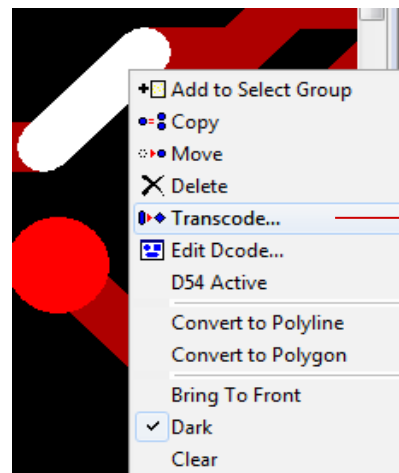 Add to Select Group
Copy
Move
Delete
Transcode...
Edit Dcode...
D54 Active
Convert to Polyline
Convert to Polygon
Bring To Front
Dark
Clear